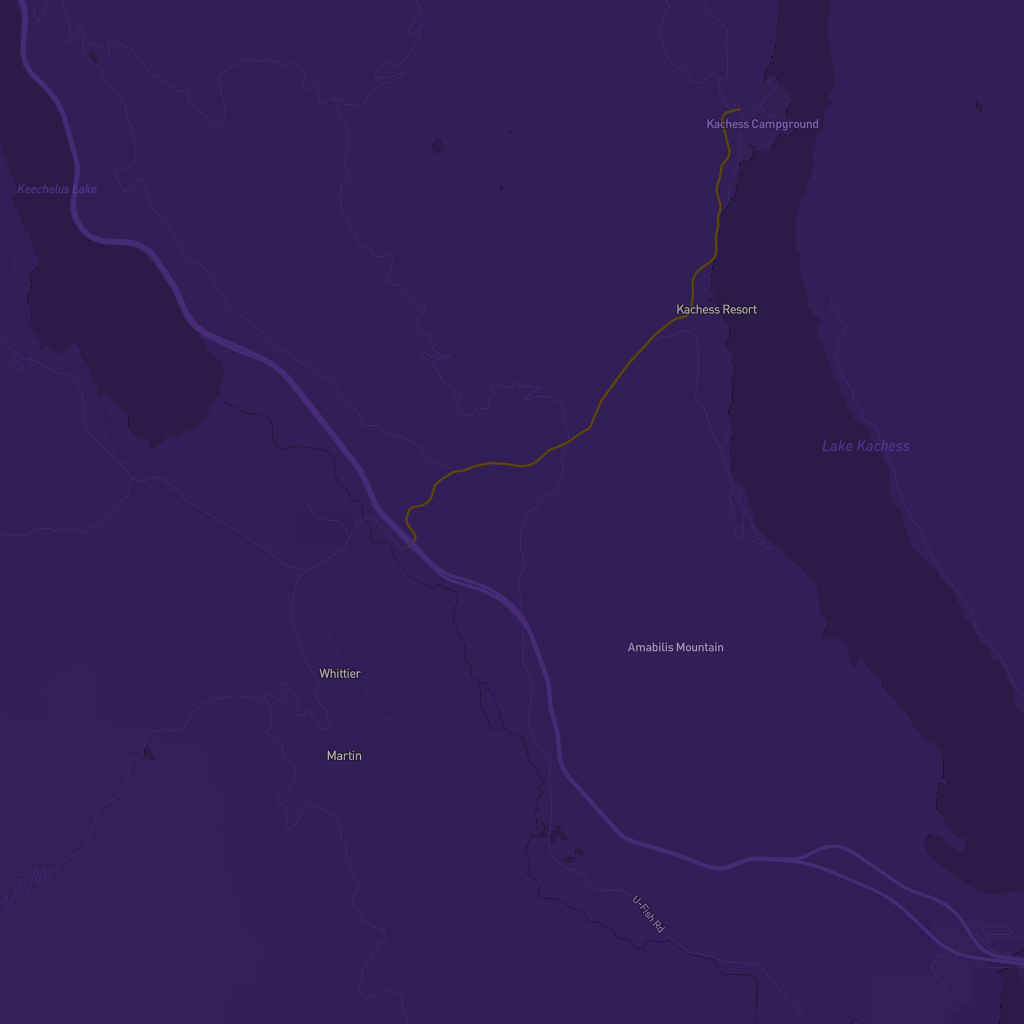 Kachess Campground
Keechelus Lake
Kachess Resort
Lake Kachess
Amabilis Mountain
Whittier
Martin
U-Fish Rd